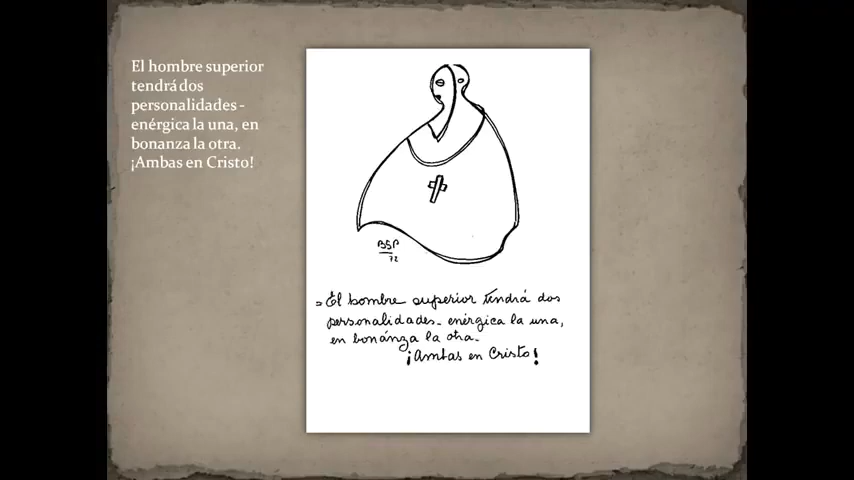 El hombre superior
tendrá dos
personalidades -
enérgica la una, en
bonanza la otra.
¡Ambas en Cristo!
BSP
72
El hombre superior tendrá dos
personalidades - enérgica la una,
en bonánza la otra -
¡Ambas en Cristo!